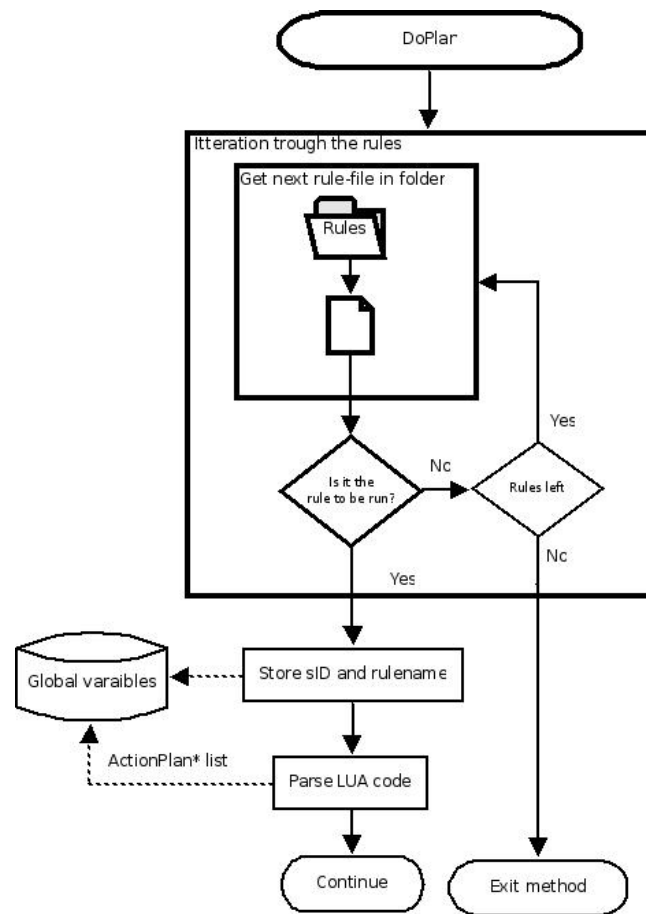 DoPlan
Itteration trough the rules
Get next rule-file in folder
Rules
Yes
Is it the
rule to be run?
No
Rules left
No
Yes
Store sID and rulename
Global varaibles
ActionPlan* list
Parse LUA code
Continue
Exit method